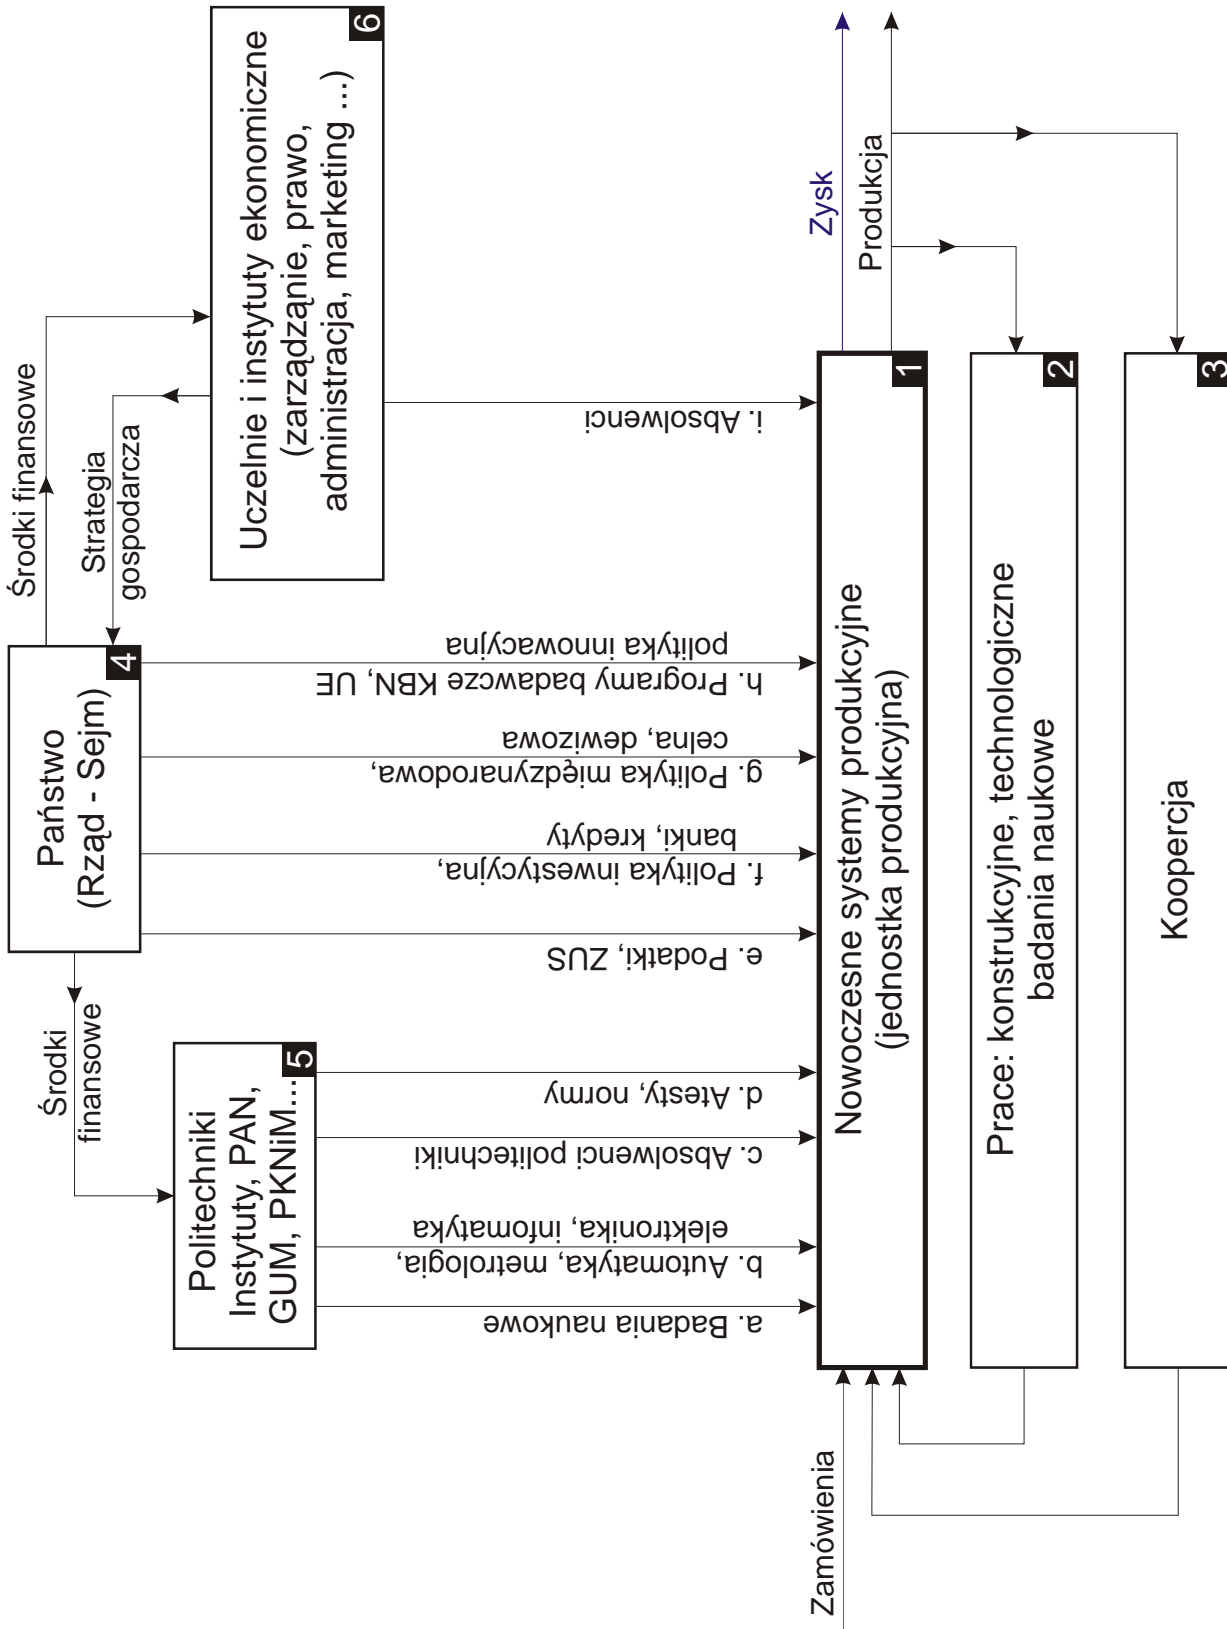 Państwo
(Rząd - Sejm)
4
Środki finansowe
Strategia
gospodarcza
Środki
finansowe
Politechniki
Instytuty, PAN,
GUM, PKNiM...
5
Uczelnie i instytuty ekonomiczne
(zarządząnie, prawo,
administracja, marketing ...)
6
a. Badania naukowe
b. Automatyka, metrologia,
elektronika, infomatyka
c. Absolwenci politechniki
d. Atesty, normy
e. Podatki, ZUS
f. Polityka inwestycyjna,
banki, kredyty
g. Polityka międzynarodowa,
celna, dewizowa
h. Programy badawcze KBN, UE
polityka innowacyjna
i. Absolwenci
Zamówienia
Nowoczesne systemy produkcyjne
(jednostka produkcyjna)
1
Zysk
Produkcja
Prace: konstrukcyjne, technologiczne
badania naukowe
2
Koopercja
3